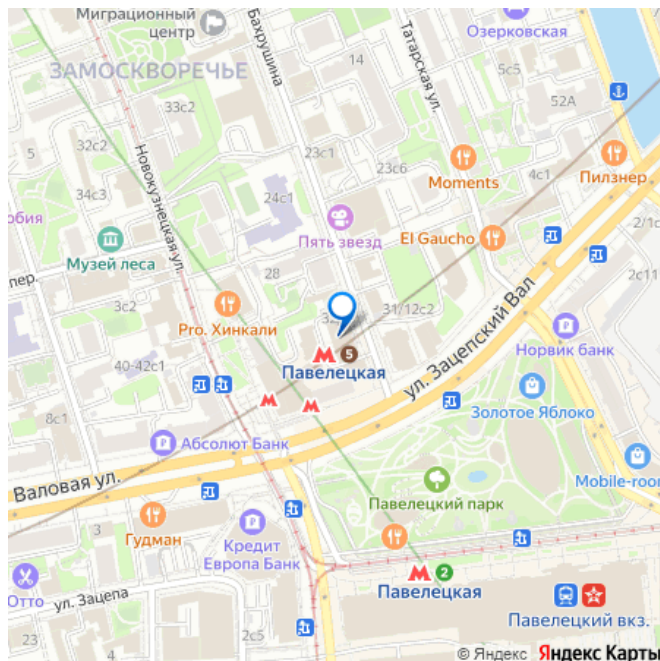 Миграционный
центр
ЗАМОСКВОРЕЧЬЕ
Бахрушина
Татарская ул.
Озерковская
14
5с5
33с2
52А
32с2
5
Новокузнецкая ул.
23с1
23с6
34с3
24с1
Moments
4с1
Пилзнер
обия
Пять звезд
El Gaucho
Музей леса
2/1с
2с11
пер.
28
3с2
31/12с2
Pro. Хинкали
5
Павелецкая
ул. Зацепский Вал
Норвик банк
40-42с1
Золотое Яблоко
8с1
Абсолют Банк
Mobile-room
Валовая ул.
Павелецкий парк
3
Гудман
Кредит
Европа Банк
2
Павелецкая
Отто
ул. Зацепа
Павелецкий вкз.
23
4
2с5
© Яндекс Яндекс Карты